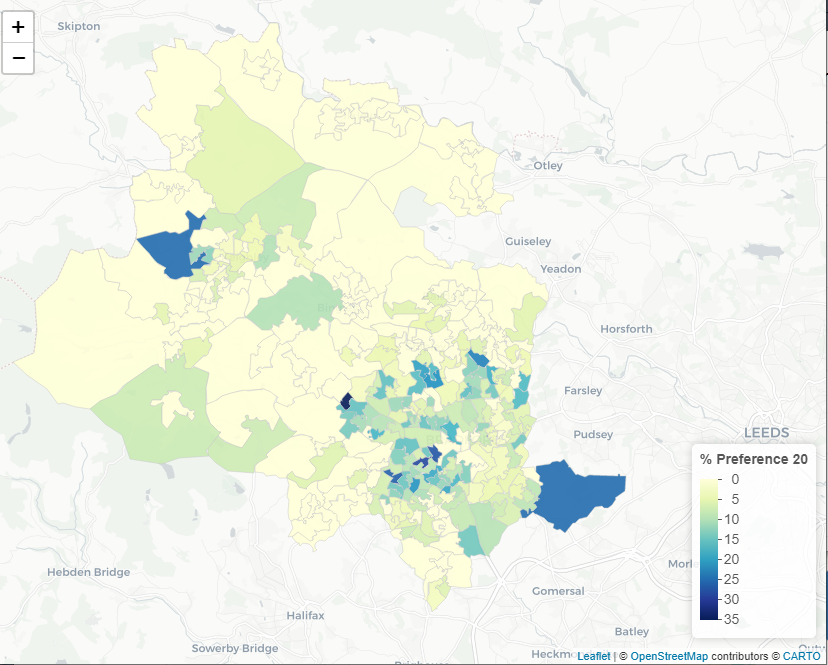 +
Skipton
−
Otley
Guiseley
Yeadon
Horsforth
Farsley
Pudsey
LEEDS
% Preference 20
0
5
10
15
20
25
30
35
Hebden Bridge
Gomersal
Halifax
Batley
Sowerby Bridge
Leaflet | © OpenStreetMap contributors © CARTO